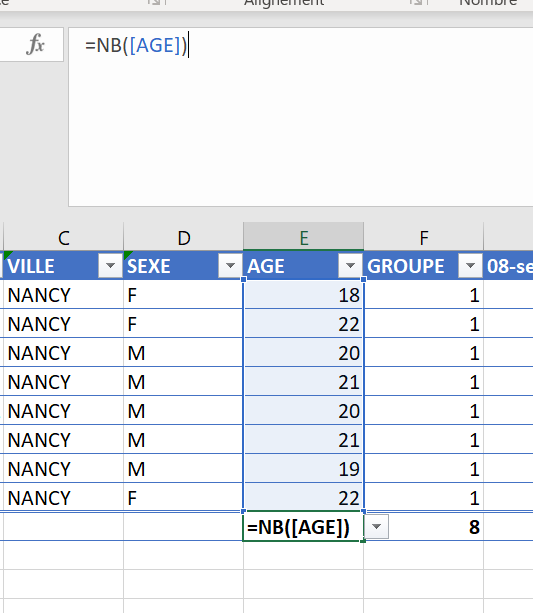 Alignement
Nombre
fx
=NB([AGE])
C D E F
VILLE SEXE AGE GROUPE 08-se
NANCY F 18 1
NANCY F 22 1
NANCY M 20 1
NANCY M 21 1
NANCY M 20 1
NANCY M 21 1
NANCY M 19 1
NANCY F 22 1
=NB([AGE]) 8